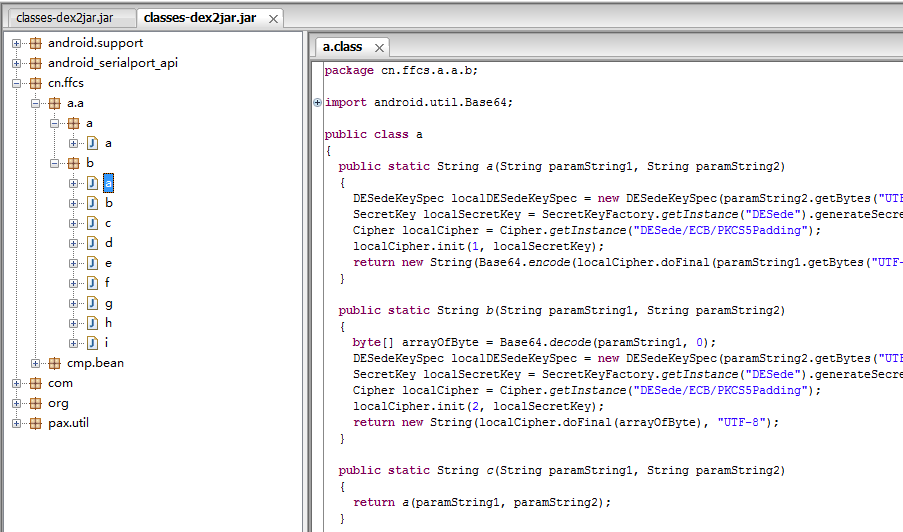 classes-dex2jar.jar
classes-dex2jar.jar
android.support
android_serialport_api
cn.ffcs
a.a
a
a
b
a
b
c
d
e
f
g
h
i
cmp.bean
com
org
pax.util
a.class
package cn.ffcs.a.a.b;
import android.util.Base64;
public class a
{
  public static String a(String paramString1, String paramString2)
  {
    DESedeKeySpec localDESedeKeySpec = new DESedeKeySpec(paramString2.getBytes("UTF
    SecretKey localSecretKey = SecretKeyFactory.getInstance("DESede").generateSecre
    Cipher localCipher = Cipher.getInstance("DESede/ECB/PKCS5Padding");
    localCipher.init(1, localSecretKey);
    return new String(Base64.encode(localCipher.doFinal(paramString1.getBytes("UTF-
  }
  public static String b(String paramString1, String paramString2)
  {
    byte[] arrayOfByte = Base64.decode(paramString1, 0);
    DESedeKeySpec localDESedeKeySpec = new DESedeKeySpec(paramString2.getBytes("UTF
    SecretKey localSecretKey = SecretKeyFactory.getInstance("DESede").generateSecre
    Cipher localCipher = Cipher.getInstance("DESede/ECB/PKCS5Padding");
    localCipher.init(2, localSecretKey);
    return new String(localCipher.doFinal(arrayOfByte), "UTF-8");
  }
  public static String c(String paramString1, String paramString2)
  {
    return a(paramString1, paramString2);
  }